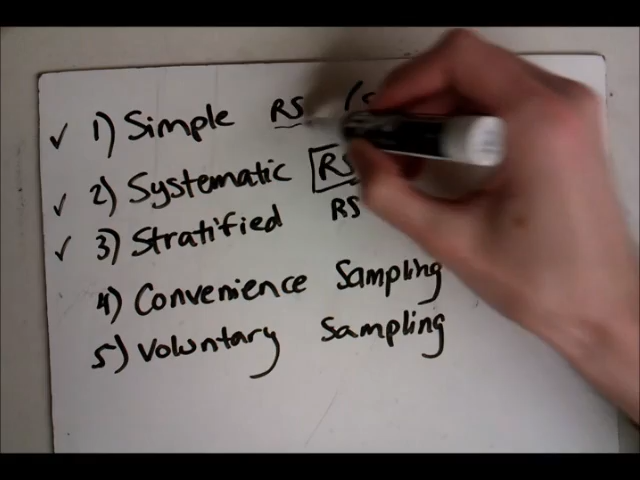 ✓ 1) Simple RS
✓ 2) Systematic RS
✓ 3) Stratified RS
4) Convenience Sampling
5) Voluntary Sampling